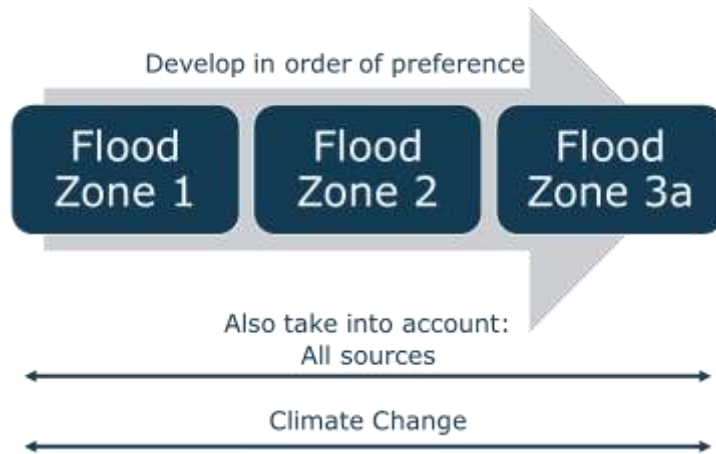 Develop in order of preference
Flood
Zone 1
Flood
Zone 2
Flood
Zone 3a
Also take into account:
All sources
Climate Change